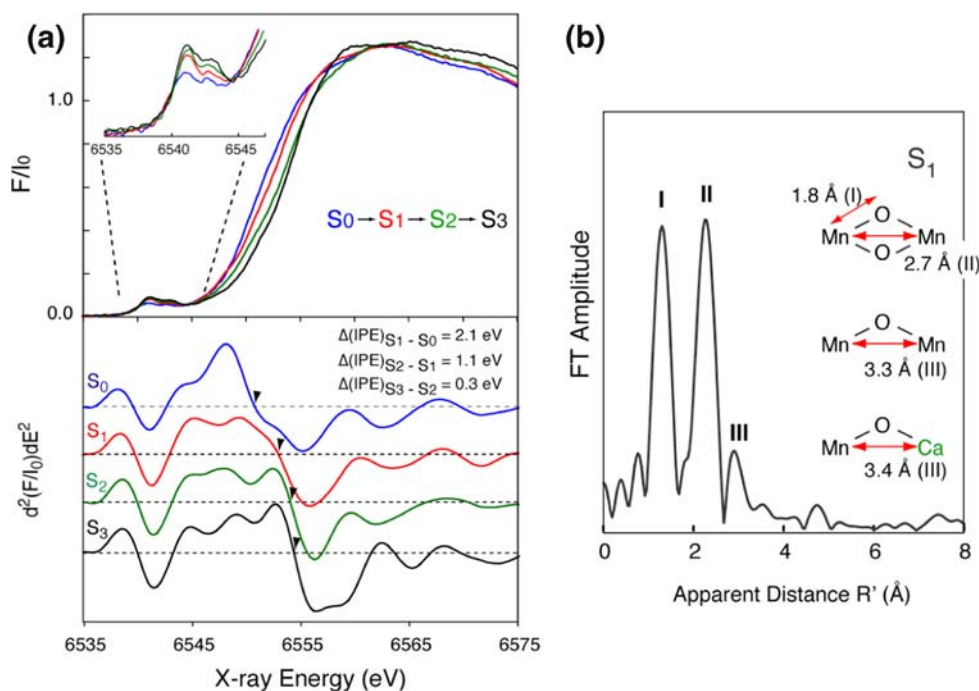 (a)
6535 6540 6545
1.0
F/I0
S0→S1→S2→S3
0.0
Δ(IPE)S1 - S0 = 2.1 eV
Δ(IPE)S2 - S1 = 1.1 eV
Δ(IPE)S3 - S2 = 0.3 eV
S0
S1
S2
S3
d²(F/I0)dE²
6535 6545 6555 6565 6575
X-ray Energy (eV)
(b)
S1
I II
III
1.8 Å (I)
O
Mn Mn
O
2.7 Å (II)
O
Mn Mn
3.3 Å (III)
O
Mn Ca
3.4 Å (III)
FT Amplitude
0 2 4 6 8
Apparent Distance R' (Å)